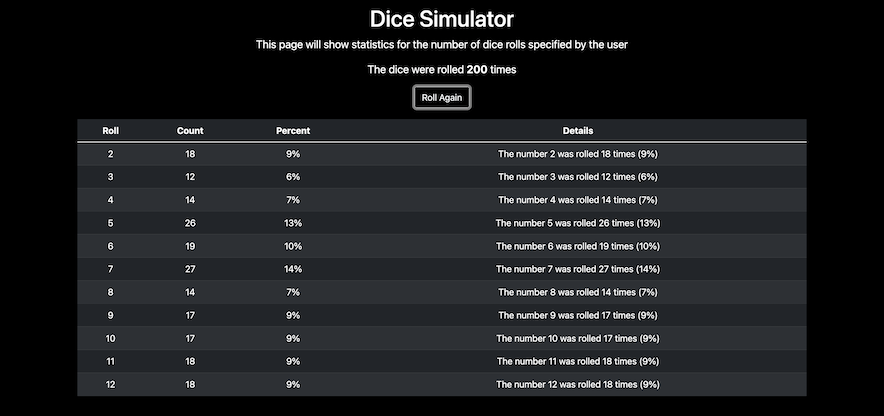 Dice Simulator
This page will show statistics for the number of dice rolls specified by the user
The dice were rolled 200 times
Roll Again
Roll Count Percent Details
2 18 9% The number 2 was rolled 18 times (9%)
3 12 6% The number 3 was rolled 12 times (6%)
4 14 7% The number 4 was rolled 14 times (7%)
5 26 13% The number 5 was rolled 26 times (13%)
6 19 10% The number 6 was rolled 19 times (10%)
7 27 14% The number 7 was rolled 27 times (14%)
8 14 7% The number 8 was rolled 14 times (7%)
9 17 9% The number 9 was rolled 17 times (9%)
10 17 9% The number 10 was rolled 17 times (9%)
11 18 9% The number 11 was rolled 18 times (9%)
12 18 9% The number 12 was rolled 18 times (9%)